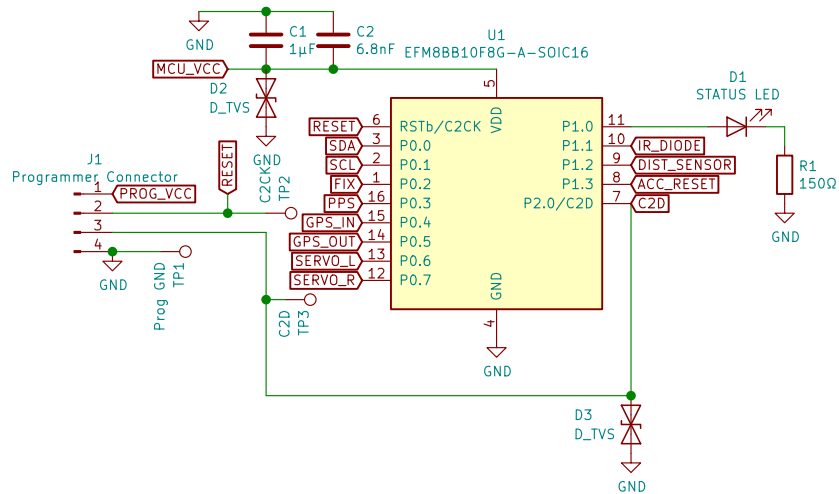 GND
C1
1µF
C2
6.8nF
U1
EFM8BB10F8G-A-SOIC16
MCU_VCC
D2
D_TVS
GND
5
VDD
D1
STATUS LED
RESET
6
RSTb/C2CK
SDA
3
P0.0
SCL
2
P0.1
FIX
1
P0.2
PPS
16
P0.3
GPS_IN
15
P0.4
GPS_OUT
14
P0.5
SERVO_L
13
P0.6
SERVO_R
12
P0.7
P1.0
11
P1.1
10
IR_DIODE
P1.2
9
DIST_SENSOR
P1.3
8
ACC_RESET
P2.0/C2D
7
C2D
R1
150Ω
GND
J1
Programmer Connector
1
PROG_VCC
2
3
4
RESET
C2CK
TP2
GND
Prog GND
TP1
C2D
TP3
GND
4
GND
D3
D_TVS
GND